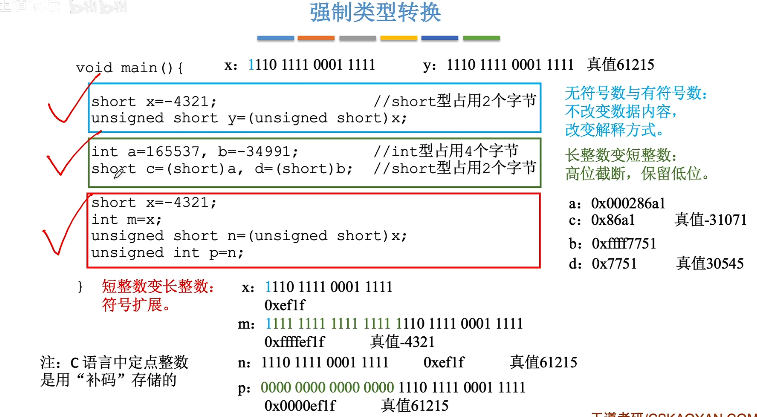 强制类型转换
void main(){
x: 1110 1111 0001 1111
y: 1110 1111 0001 1111 真值61215
short x=-4321; //short型占用2个字节
unsigned short y=(unsigned short)x;
无符号数与有符号数:
不改变数据内容,
改变解释方式。
int a=165537, b=-34991; //int型占用4个字节
short c=(short)a, d=(short)b; //short型占用2个字节
长整数变短整数:
高位截断,保留低位。
short x=-4321;
int m=x;
unsigned short n=(unsigned short)x;
unsigned int p=n;
a: 0x000286a1
c: 0x86a1 真值-31071
b: 0xffff7751
d: 0x7751 真值30545
}
短整数变长整数:
符号扩展。
x: 1110 1111 0001 1111
0xef1f
m: 1111 1111 1111 1111 1110 1111 0001 1111
0xffffef1f 真值-4321
注:C 语言中定点整数
是用“补码”存储的
n: 1110 1111 0001 1111 0xef1f 真值61215
p: 0000 0000 0000 0000 1110 1111 0001 1111
0x0000ef1f 真值61215
王道考研/CSKAOYAN.COM